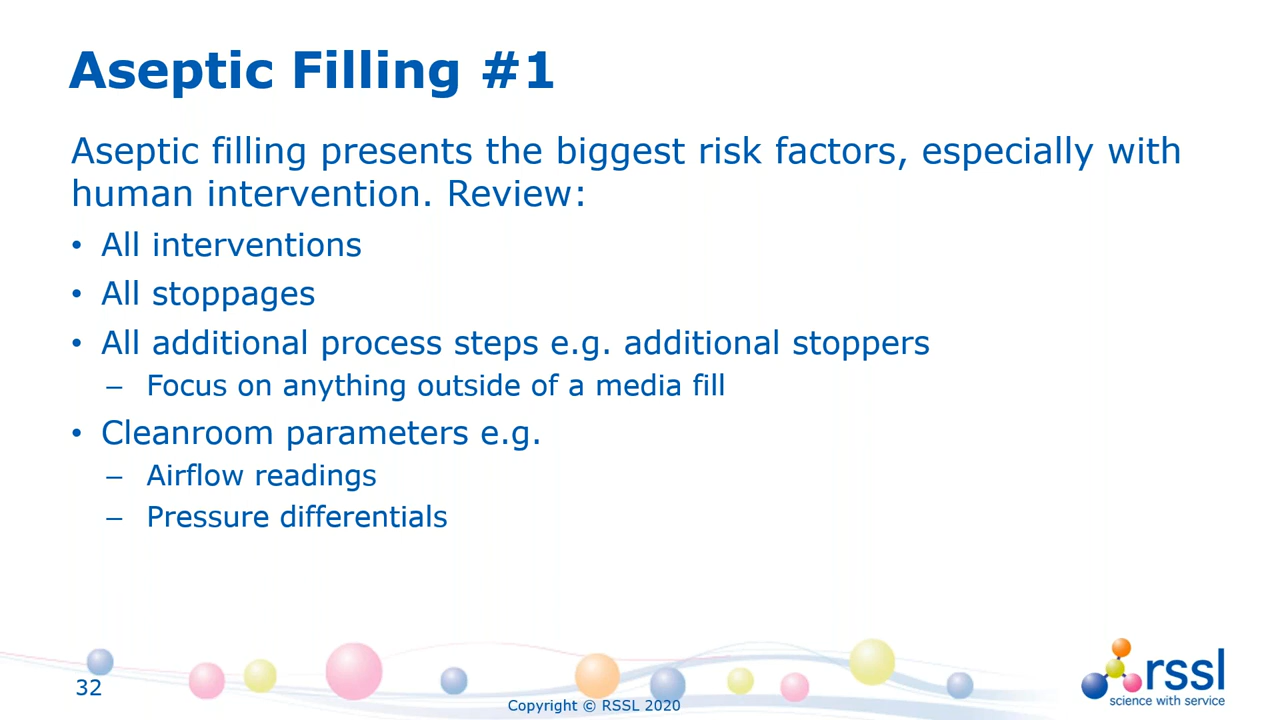 Aseptic Filling #1
Aseptic filling presents the biggest risk factors, especially with
human intervention. Review:
• All interventions
• All stoppages
• All additional process steps e.g. additional stoppers
– Focus on anything outside of a media fill
• Cleanroom parameters e.g.
– Airflow readings
– Pressure differentials
32
Copyright © RSSL 2020
rssl
science with service